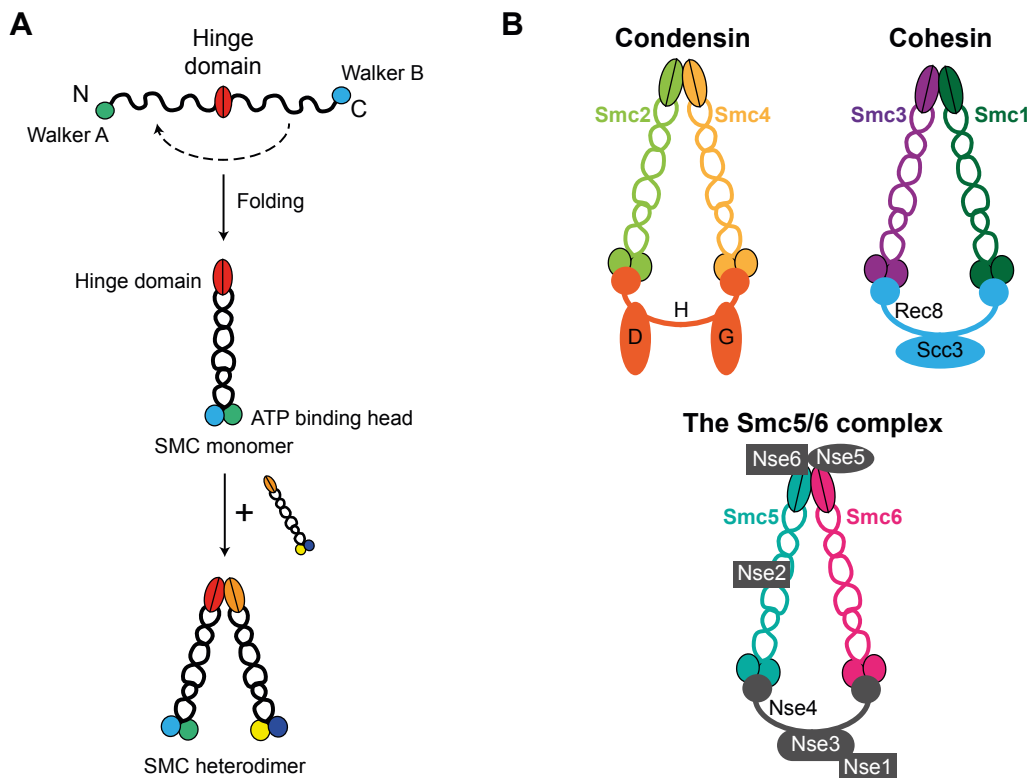 A
Hinge
domain
Walker B
N
C
Walker A
Folding
Hinge domain
ATP binding head
SMC monomer
+
SMC heterodimer
B
Condensin
Smc2
Smc4
H
D
G
Cohesin
Smc3
Smc1
Rec8
Scc3
The Smc5/6 complex
Nse6
Nse5
Smc5
Smc6
Nse2
Nse4
Nse3
Nse1